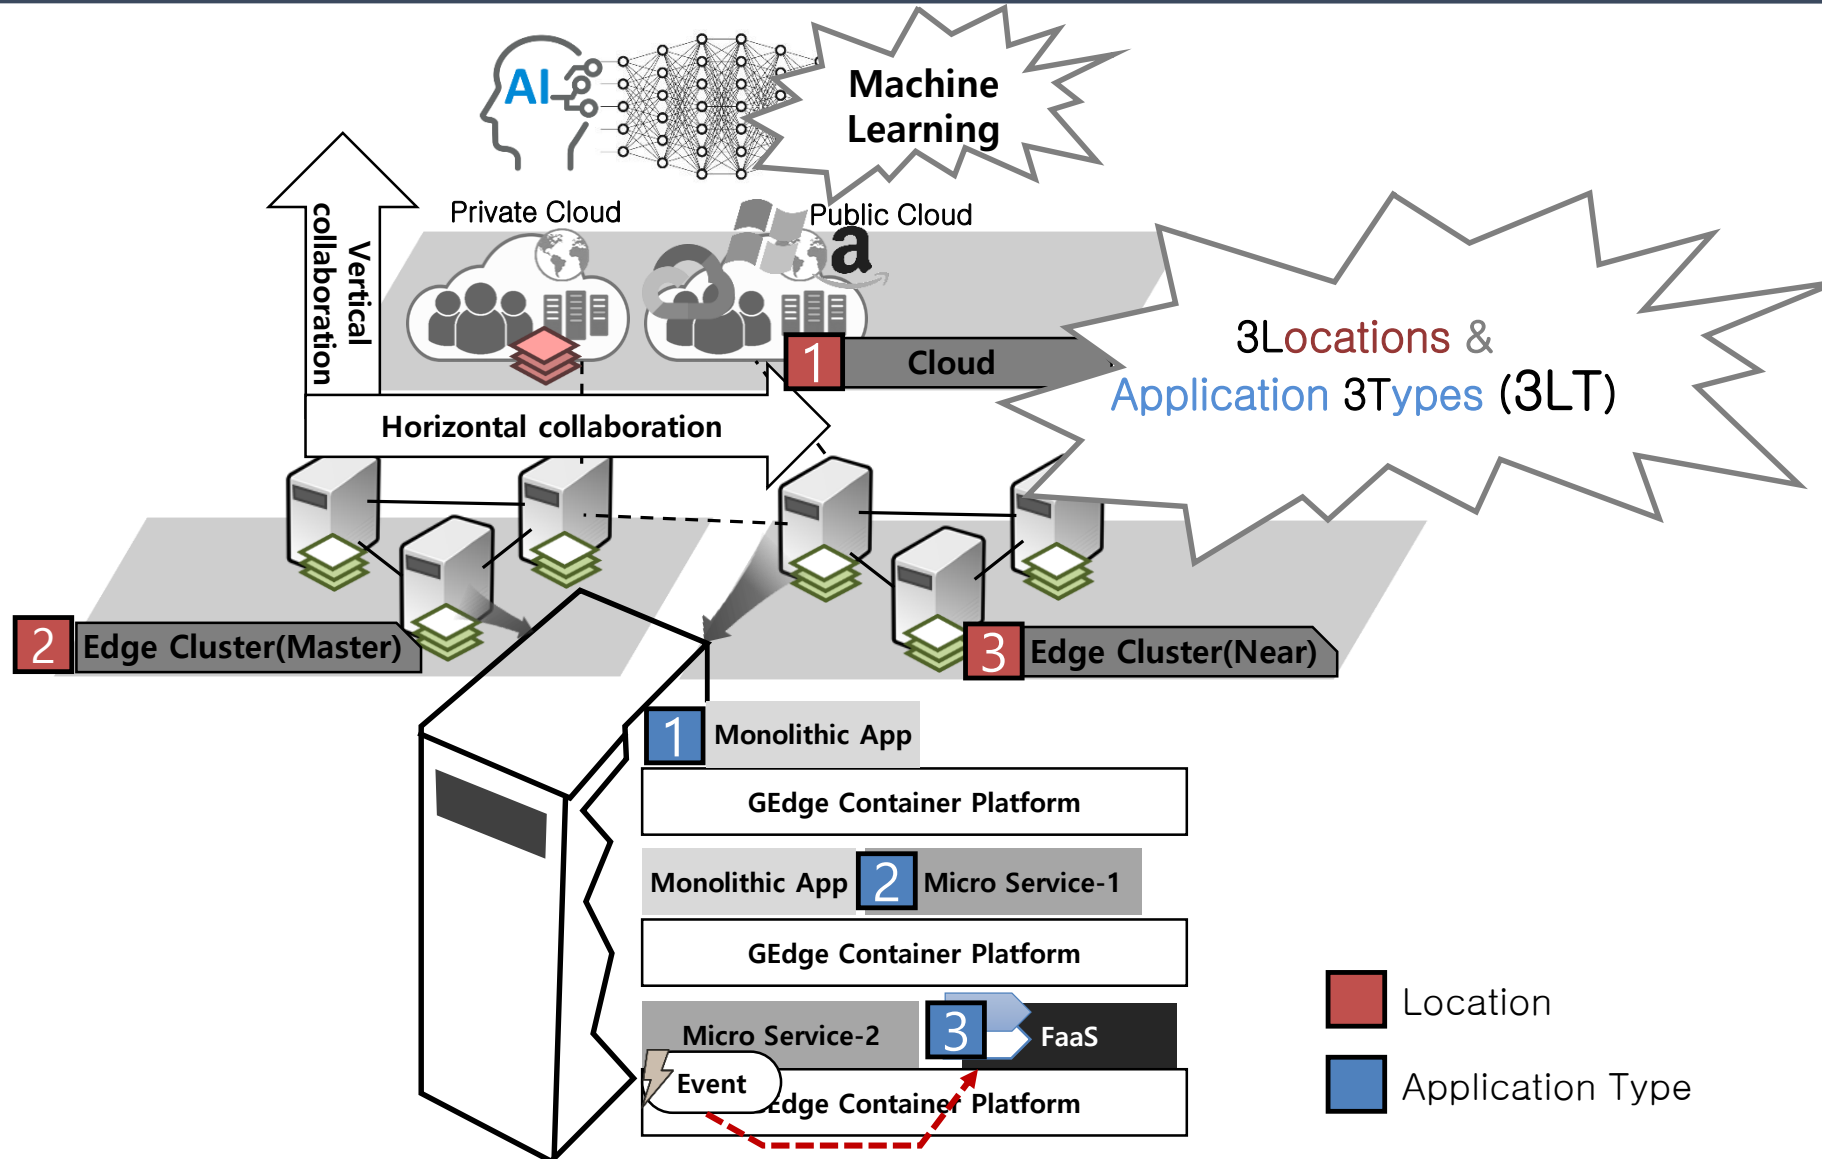 AI
Machine
Learning
Private Cloud
Public Cloud
a
Vertical
collaboration
3Locations &
Application 3Types (3LT)
1
Cloud
Horizontal collaboration
2
Edge Cluster(Master)
3
Edge Cluster(Near)
1
Monolithic App
GEdge Container Platform
Monolithic App
2
Micro Service-1
GEdge Container Platform
Micro Service-2
3
FaaS
Event
Edge Container Platform
Location
Application Type